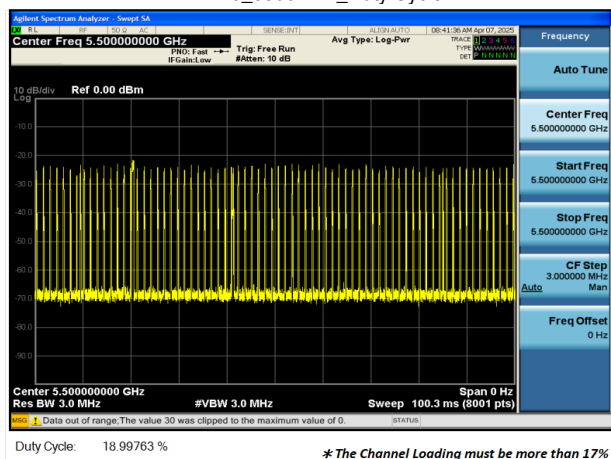 Agilent Spectrum Analyzer - Swept SA
RL RF 50 Ω AC SENSE:INT ALIGN AUTO 08:41:36 AM Apr 07, 2025
Center Freq 5.500000000 GHz
PNO: Fast
IFGain:Low
Trig: Free Run
#Atten: 10 dB
Avg Type: Log-Pwr
TRACE 1 2 3 4 5 6
TYPE
DET P N N N N N
10 dB/div Ref 0.00 dBm
Log
-10.0
-20.0
-30.0
-40.0
-50.0
-60.0
-70.0
-80.0
-90.0
Center 5.500000000 GHz Span 0 Hz
Res BW 3.0 MHz #VBW 3.0 MHz Sweep 100.3 ms (8001 pts)
MSG Data out of range;The value 30 was clipped to the maximum value of 0. STATUS
Frequency
Auto Tune
Center Freq
5.500000000 GHz
Start Freq
5.500000000 GHz
Stop Freq
5.500000000 GHz
CF Step
3.000000 MHz
Auto Man
Freq Offset
0 Hz
Duty Cycle: 18.99763 %
* The Channel Loading must be more than 17%